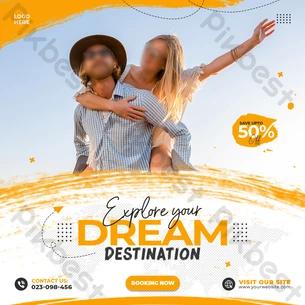 LOGO
HERE
SAVE UPTO
50%
Off
Explore your
DREAM
DESTINATION
CONTACT US:
023-098-456
BOOKING NOW
VISIT OUR SITE
www.yourwebsite.com
Pikbest